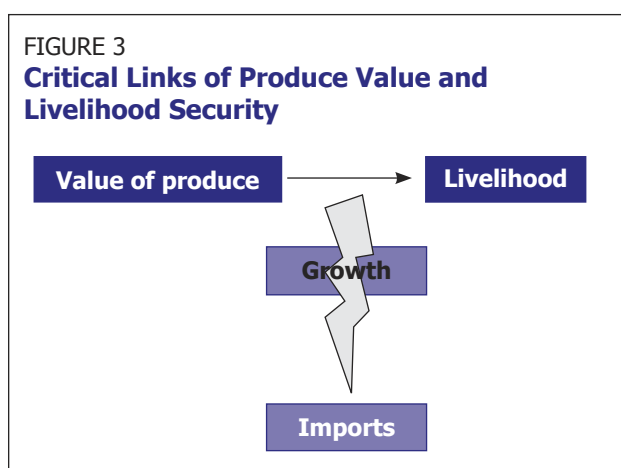 FIGURE 3
Critical Links of Produce Value and
Livelihood Security
Value of produce
Livelihood
Growth
Imports